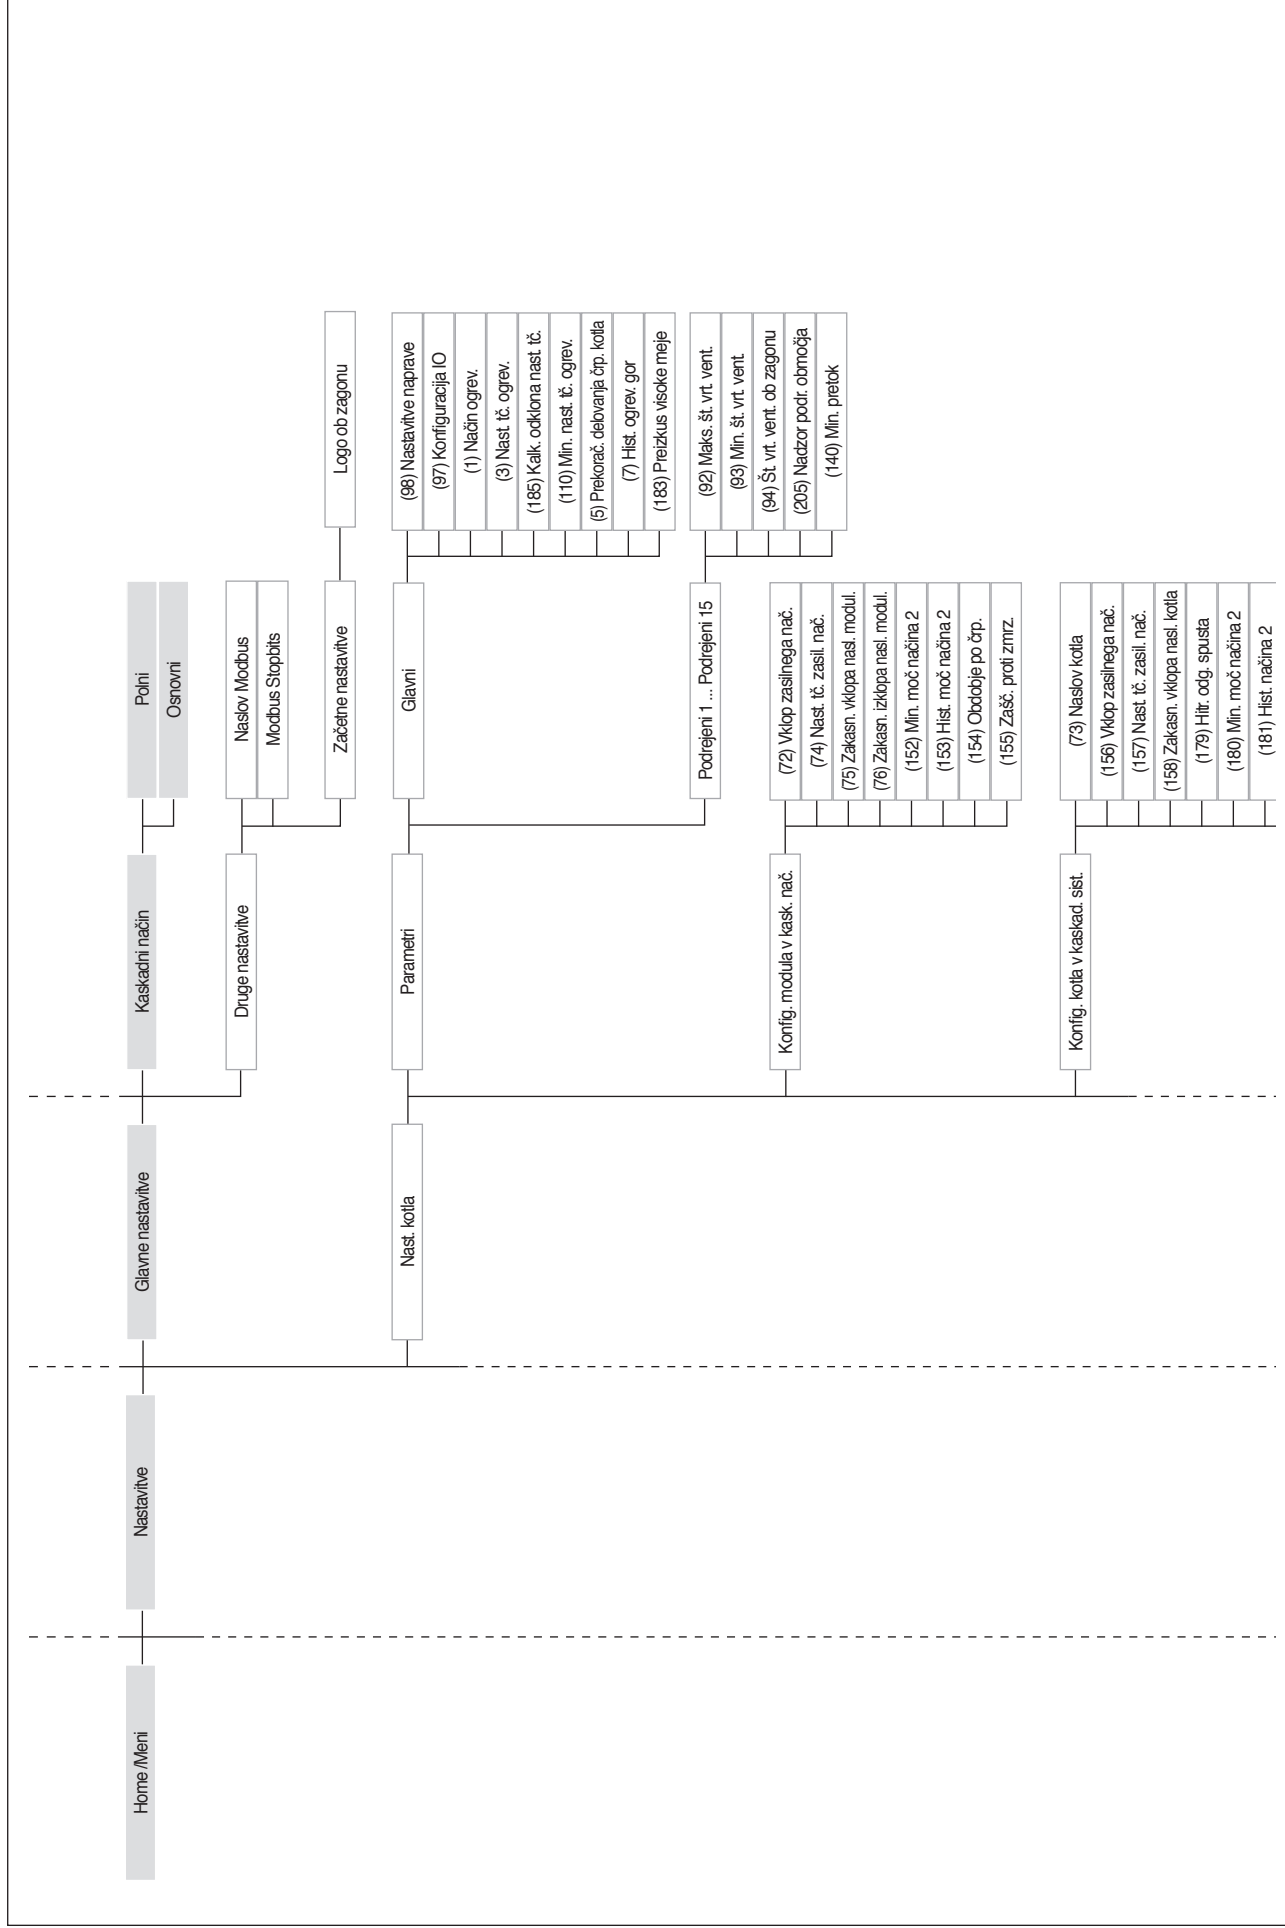 Home /Meni
Nastavitve
Glavne nastavitve
Kaskadni način
Polni
Osnovni
Druge nastavitve
Naslov Modbus
Modbus Stopbits
Začetne nastavitve
Logo ob zagonu
Nast. kotla
Parametri
Glavni
(98) Nastavitve naprave
(97) Konfiguracija IO
(1) Način ogrev.
(3) Nast. tč. ogrev.
(185) Kalk. odklona nast. tč.
(110) Min. nast. tč. ogrev.
(5) Prekorač. delovanja črp. kotla
(7) Hist. ogrev. gor
(183) Preizkus visoke meje
Podrejeni 1 ... Podrejeni 15
(92) Maks. št. vrt. vent.
(93) Min. št. vrt. vent.
(94) Št. vrt. vent. ob zagonu
(205) Nadzor podr. območja
(140) Min. pretok
Konfig. modula v kask. nač.
(72) Vklop zasilnega nač.
(74) Nast. tč. zasil. nač.
(75) Zakasn. vklopa nasl. modul.
(76) Zakasn. izklopa nasl. modul.
(152) Min. moč načina 2
(153) Hist. moč načina 2
(154) Obdobje po črp.
(155) Zašč. proti zmrz.
Konfig. kotla v kaskad. sist.
(73) Naslov kotla
(156) Vklop zasilnega nač.
(157) Nast. tč. zasil. nač.
(158) Zakasn. vklopa nasl. kotla
(179) Hitr. odg. spusta
(180) Min. moč načina 2
(181) Hist. načina 2